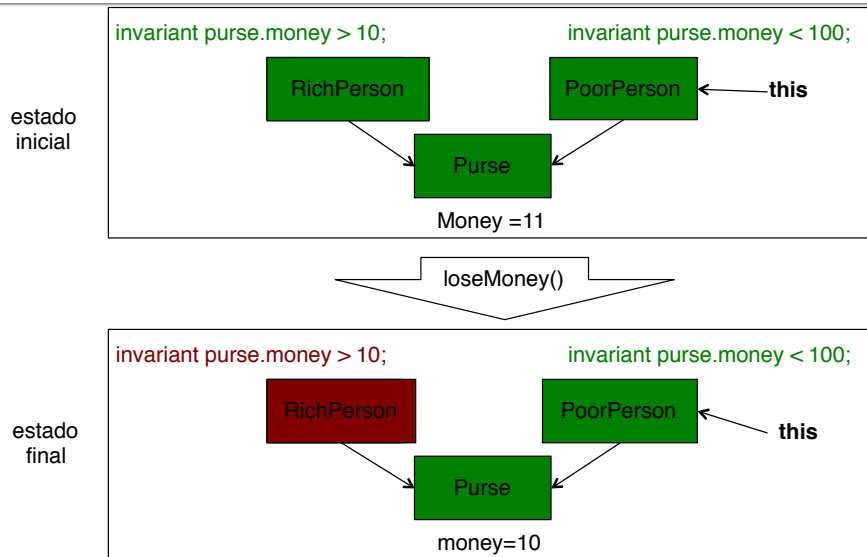 invariant purse.money > 10;
invariant purse.money < 100;
RichPerson
PoorPerson
this
estado
inicial
Purse
Money =11
loseMoney()
invariant purse.money > 10;
invariant purse.money < 100;
RichPerson
PoorPerson
this
estado
final
Purse
money=10